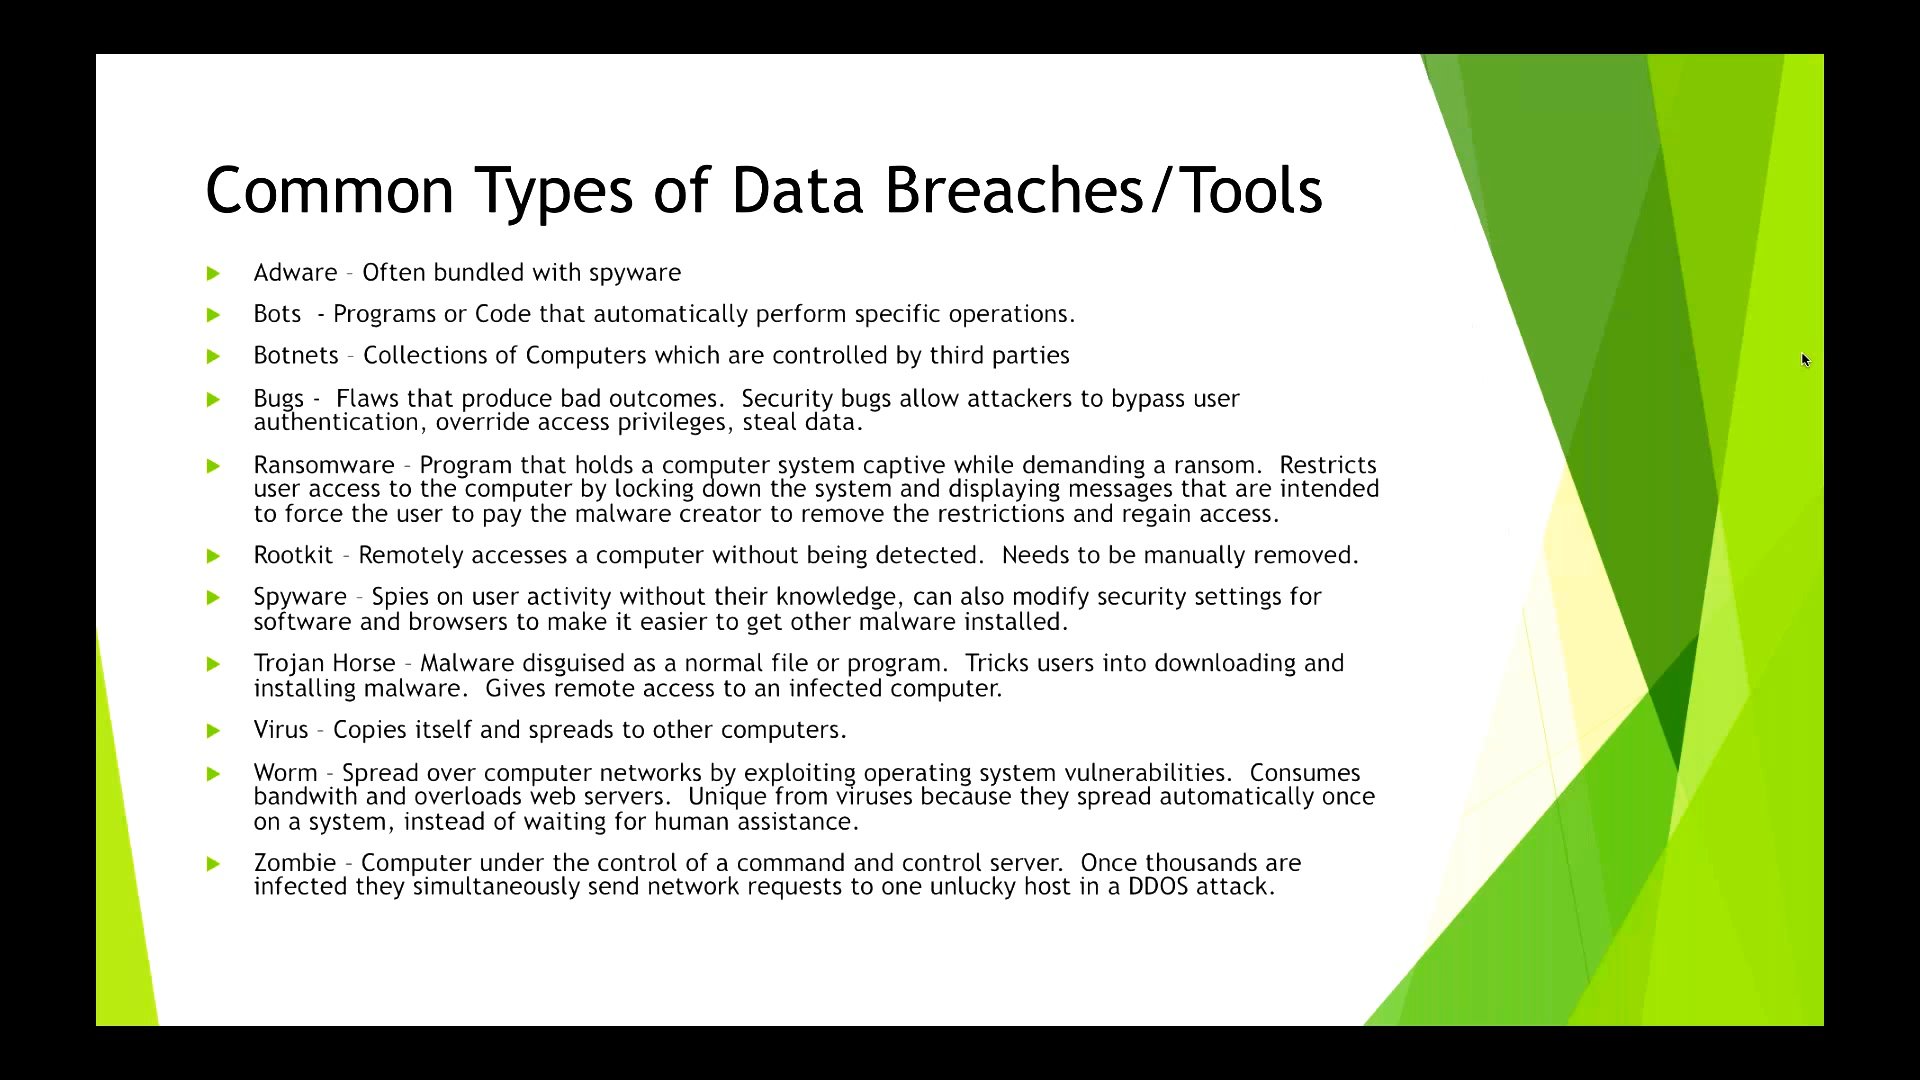 Common Types of Data Breaches/Tools
Adware – Often bundled with spyware
Bots  - Programs or Code that automatically perform specific operations.
Botnets – Collections of Computers which are controlled by third parties
Bugs -  Flaws that produce bad outcomes.  Security bugs allow attackers to bypass user
authentication, override access privileges, steal data.
Ransomware – Program that holds a computer system captive while demanding a ransom.  Restricts
user access to the computer by locking down the system and displaying messages that are intended
to force the user to pay the malware creator to remove the restrictions and regain access.
Rootkit – Remotely accesses a computer without being detected.  Needs to be manually removed.
Spyware – Spies on user activity without their knowledge, can also modify security settings for
software and browsers to make it easier to get other malware installed.
Trojan Horse – Malware disguised as a normal file or program.  Tricks users into downloading and
installing malware.  Gives remote access to an infected computer.
Virus – Copies itself and spreads to other computers.
Worm – Spread over computer networks by exploiting operating system vulnerabilities.  Consumes
bandwith and overloads web servers.  Unique from viruses because they spread automatically once
on a system, instead of waiting for human assistance.
Zombie – Computer under the control of a command and control server.  Once thousands are
infected they simultaneously send network requests to one unlucky host in a DDOS attack.